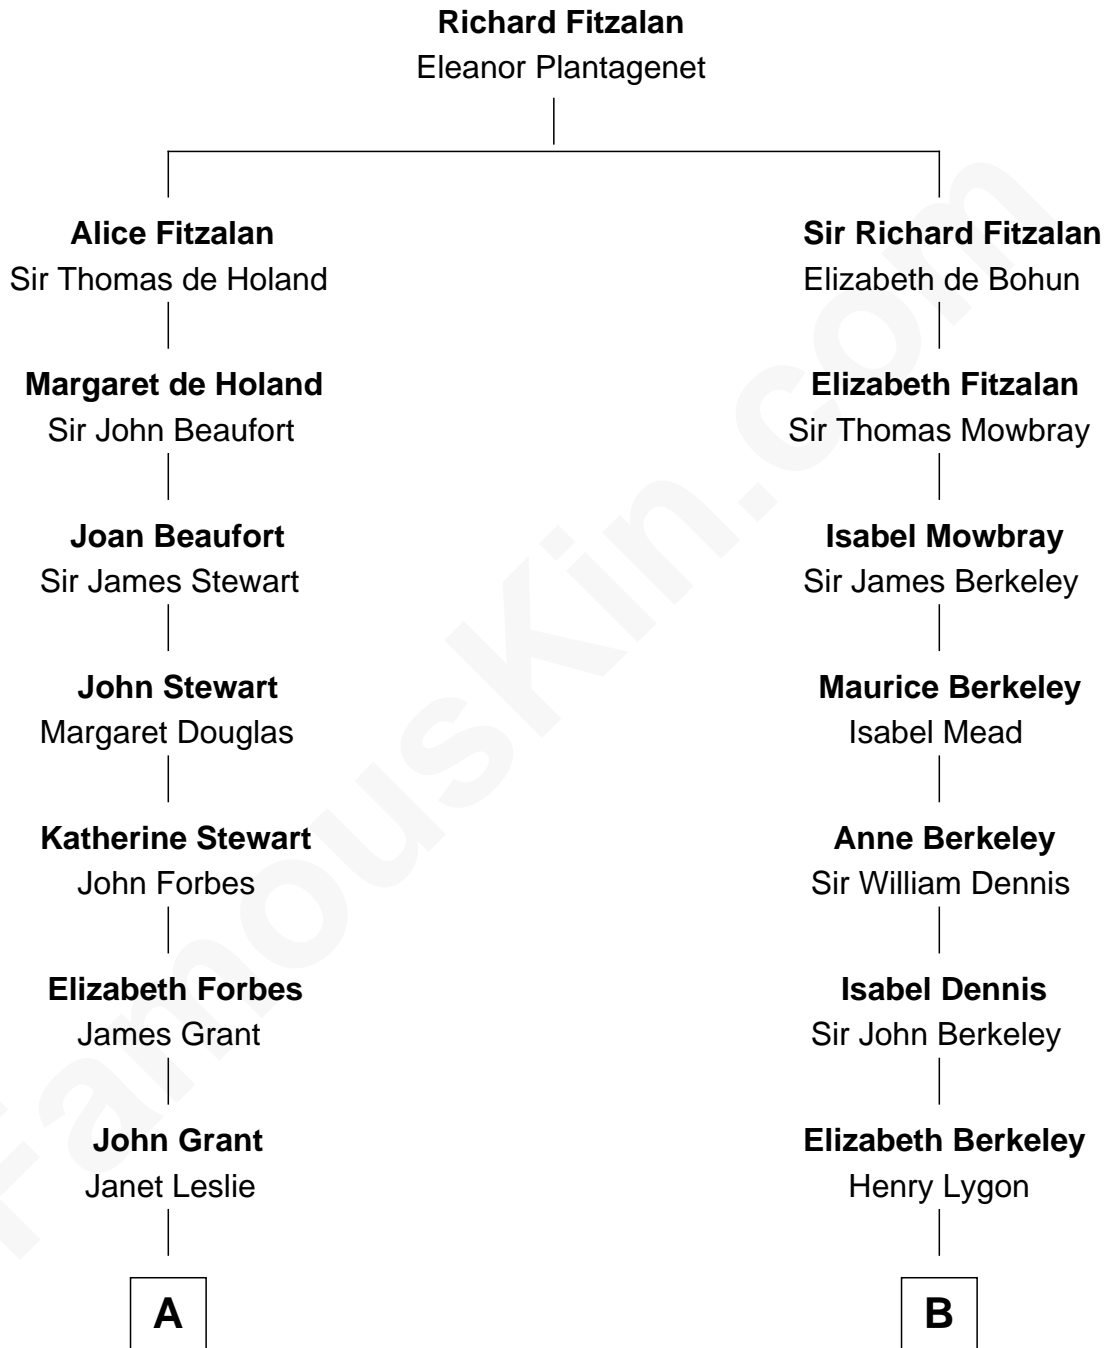 Richard Fitzalan
Eleanor Plantagenet
Alice Fitzalan
Sir Thomas de Holand
Margaret de Holand
Sir John Beaufort
Joan Beaufort
Sir James Stewart
John Stewart
Margaret Douglas
Katherine Stewart
John Forbes
Elizabeth Forbes
James Grant
John Grant
Janet Leslie
A
Sir Richard Fitzalan
Elizabeth de Bohun
Elizabeth Fitzalan
Sir Thomas Mowbray
Isabel Mowbray
Sir James Berkeley
Maurice Berkeley
Isabel Mead
Anne Berkeley
Sir William Dennis
Isabel Dennis
Sir John Berkeley
Elizabeth Berkeley
Henry Lygon
B
FamousKin.com